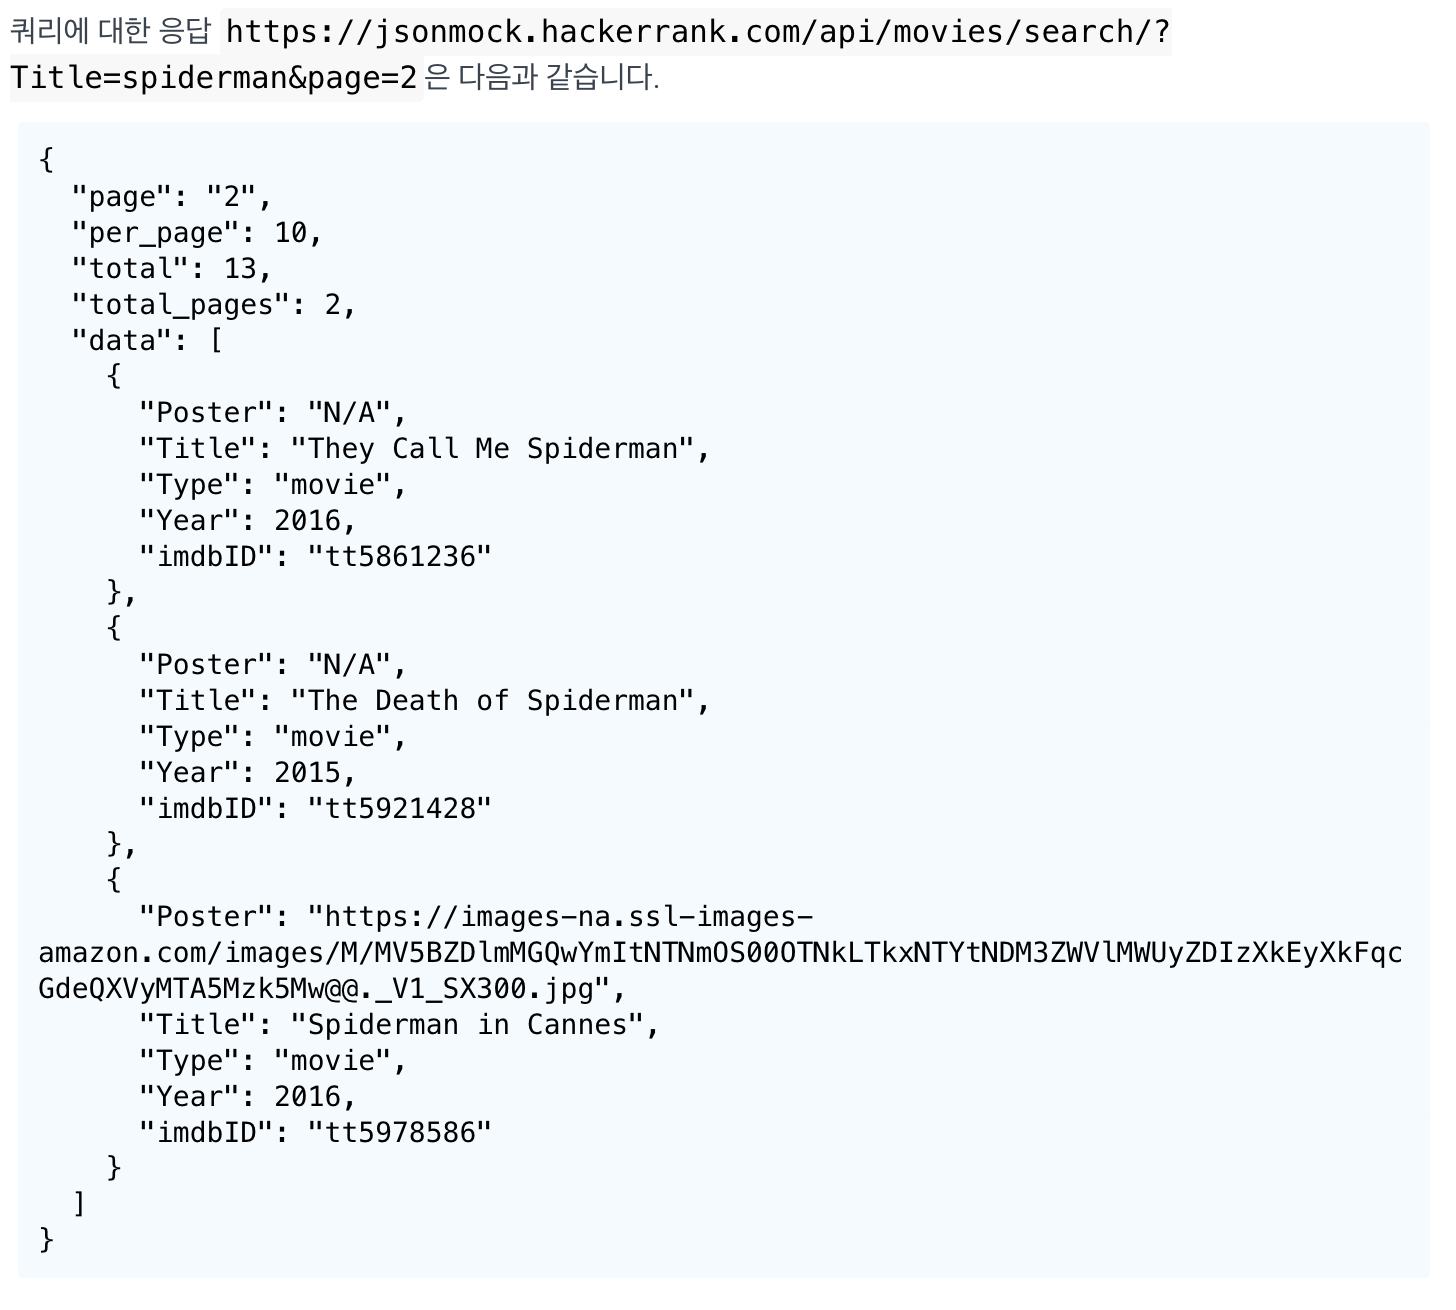 쿼리에 대한 응답 https://jsonmock.hackerrank.com/api/movies/search/?
Title=spiderman&page=2은 다음과 같습니다.
{
  "page": "2",
  "per_page": 10,
  "total": 13,
  "total_pages": 2,
  "data": [
    {
      "Poster": "N/A",
      "Title": "They Call Me Spiderman",
      "Type": "movie",
      "Year": 2016,
      "imdbID": "tt5861236"
    },
    {
      "Poster": "N/A",
      "Title": "The Death of Spiderman",
      "Type": "movie",
      "Year": 2015,
      "imdbID": "tt5921428"
    },
    {
      "Poster": "https://images-na.ssl-images-
amazon.com/images/M/MV5BZDlmMGQwYmItNTNmOS00OTNkLTkxNTYtNDM3ZWVlMWUyZDIzXkEyXkFqc
GdeQXVyMTA5Mzk5Mw@@._V1_SX300.jpg",
      "Title": "Spiderman in Cannes",
      "Type": "movie",
      "Year": 2016,
      "imdbID": "tt5978586"
    }
  ]
}